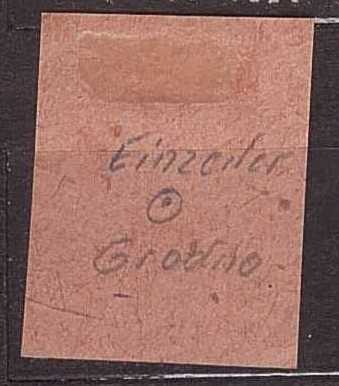 Einzeiler
⊙
Grodno